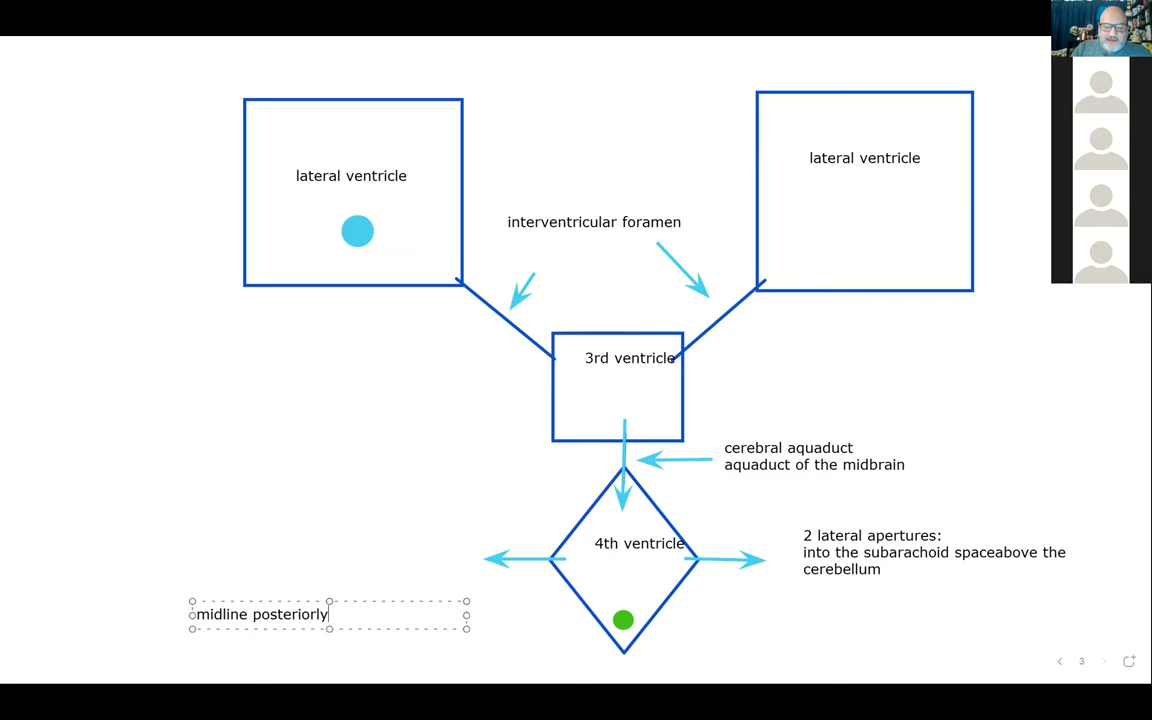 lateral ventricle
lateral ventricle
interventricular foramen
3rd ventricle
cerebral aquaduct
aquaduct of the midbrain
4th ventricle
2 lateral apertures:
into the subarachoid spaceabove the
cerebellum
midline posteriorly
3